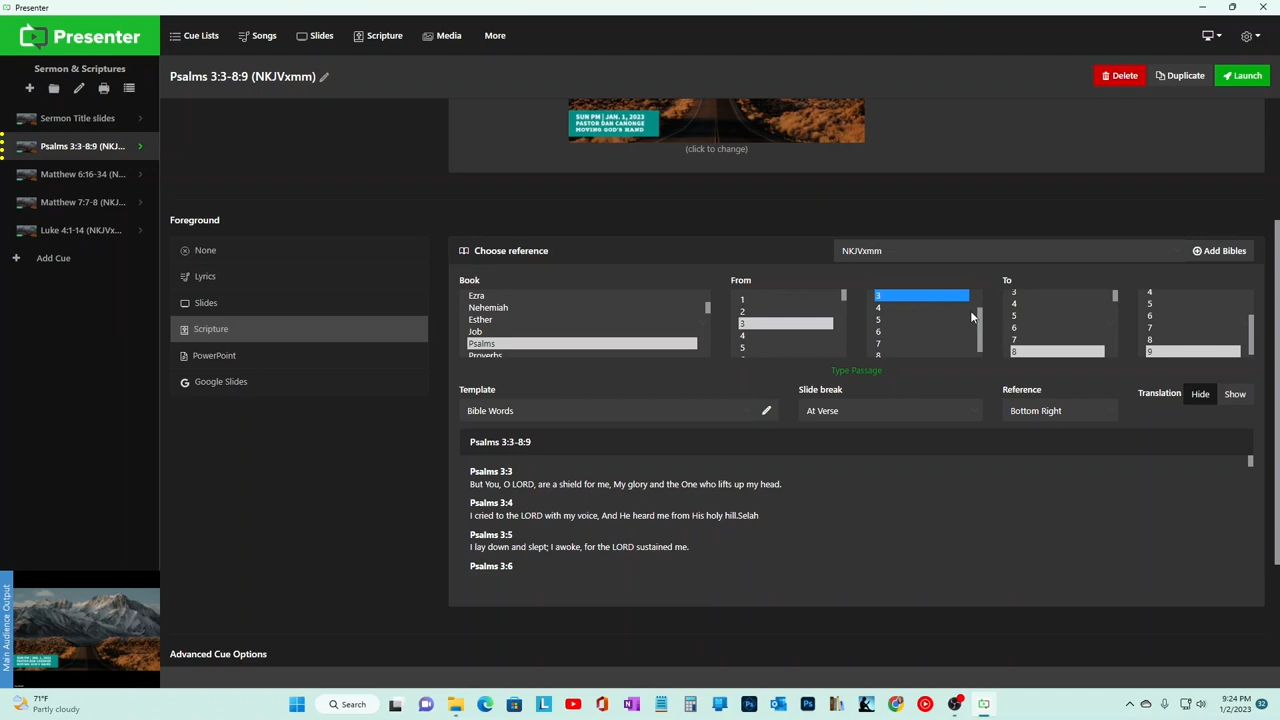 Presenter
Presenter
Cue Lists
Songs
Slides
Scripture
Media
More
Sermon & Scriptures
Psalms 3:3-8:9 (NKJVxmm)
Delete
Duplicate
Launch
Sermon Title slides
Psalms 3:3-8:9 (NKJ...
Matthew 6:16-34 (N...
Matthew 7:7-8 (NKJ...
Luke 4:1-14 (NKJVx...
Add Cue
SUN PM | JAN. 1, 2023
PASTOR DAN CANONGE
MOVING GOD'S HAND
(click to change)
Foreground
None
Lyrics
Slides
Scripture
PowerPoint
Google Slides
Choose reference
NKJVxmm
Add Bibles
Book
From
To
Ezra
Nehemiah
Esther
Job
Psalms
Proverbs
1
2
3
4
5
3
4
5
6
7
8
3
4
5
6
7
8
4
5
6
7
8
9
Type Passage
Template
Slide break
Reference
Translation
Hide
Show
Bible Words
At Verse
Bottom Right
Psalms 3:3-8:9
Psalms 3:3
But You, O LORD, are a shield for me, My glory and the One who lifts up my head.
Psalms 3:4
I cried to the LORD with my voice, And He heard me from His holy hill.Selah
Psalms 3:5
I lay down and slept; I awoke, for the LORD sustained me.
Psalms 3:6
Advanced Cue Options
Main Audience Output
71°F
Partly cloudy
Search
9:24 PM
1/2/2023
32